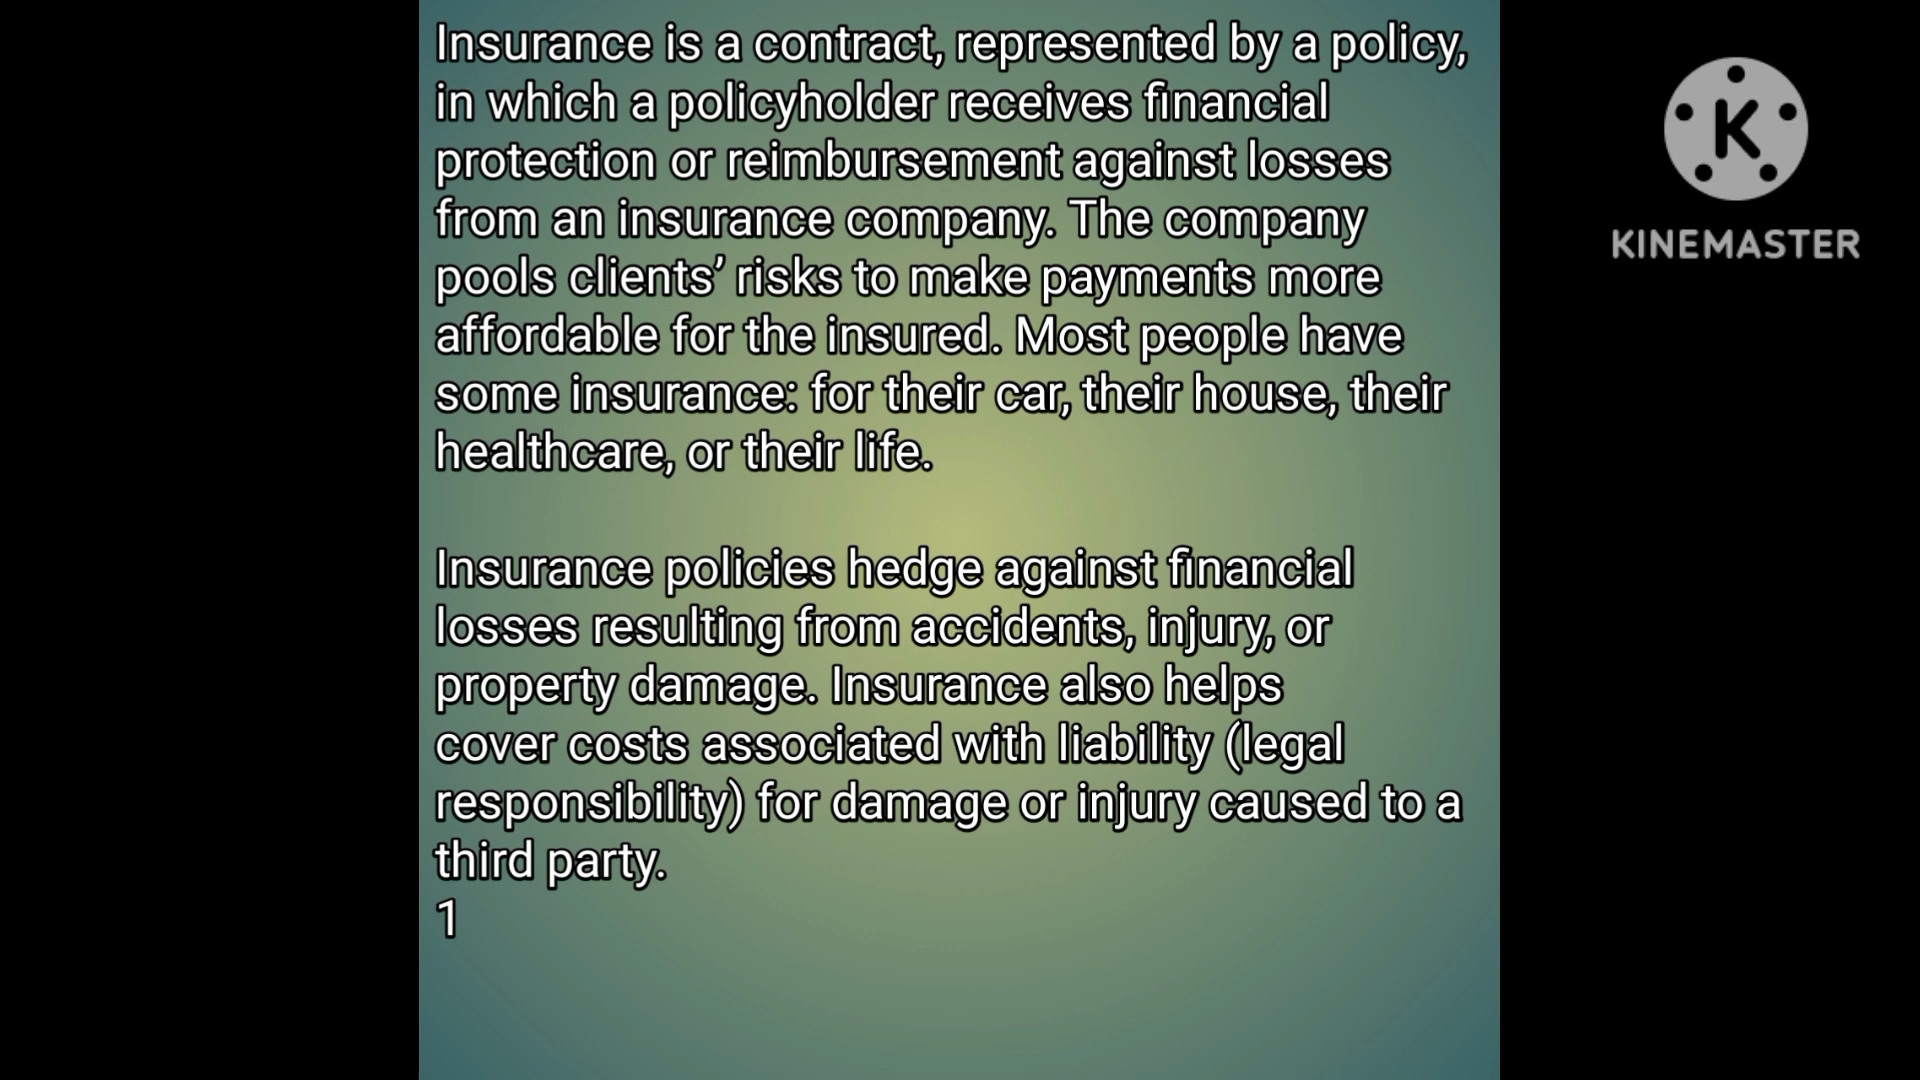 Insurance is a contract, represented by a policy,
in which a policyholder receives financial
protection or reimbursement against losses
from an insurance company. The company
pools clients’ risks to make payments more
affordable for the insured. Most people have
some insurance: for their car, their house, their
healthcare, or their life.
Insurance policies hedge against financial
losses resulting from accidents, injury, or
property damage. Insurance also helps
cover costs associated with liability (legal
responsibility) for damage or injury caused to a
third party.
1
K
KINEMASTER